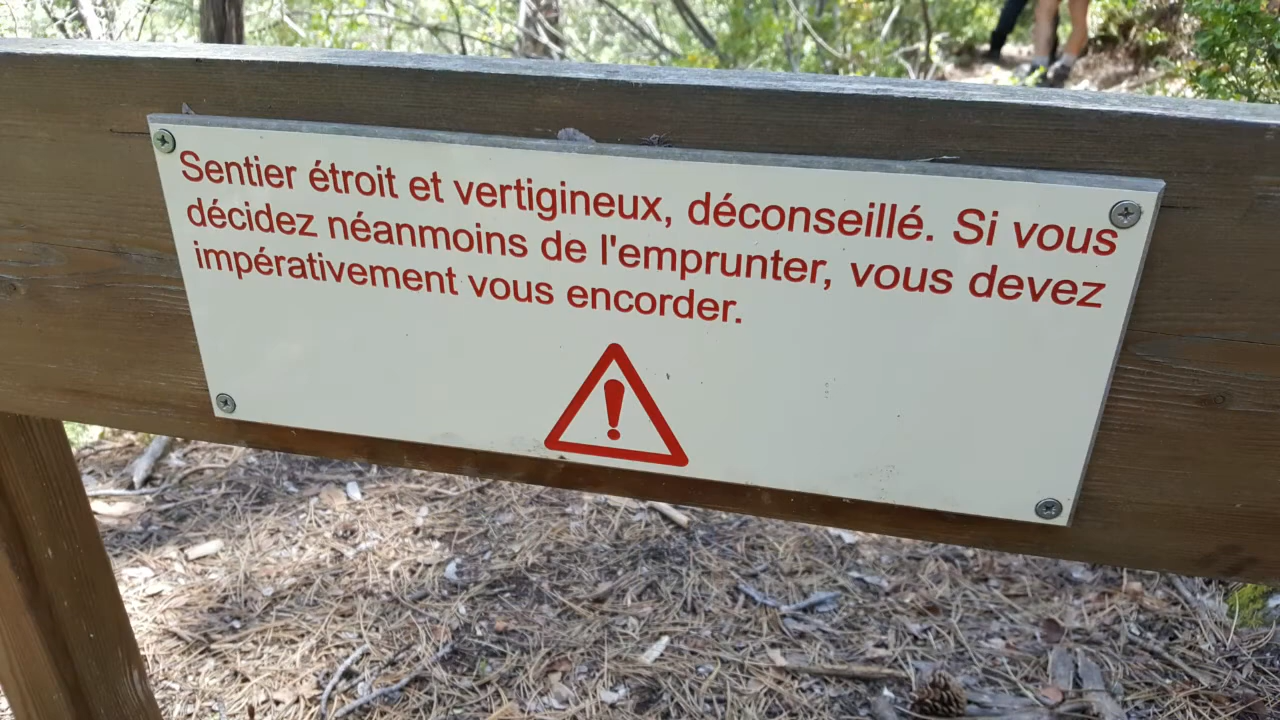 Sentier étroit et vertigineux, déconseillé. Si vous
décidez néanmoins de l'emprunter, vous devez
impérativement vous encorder.